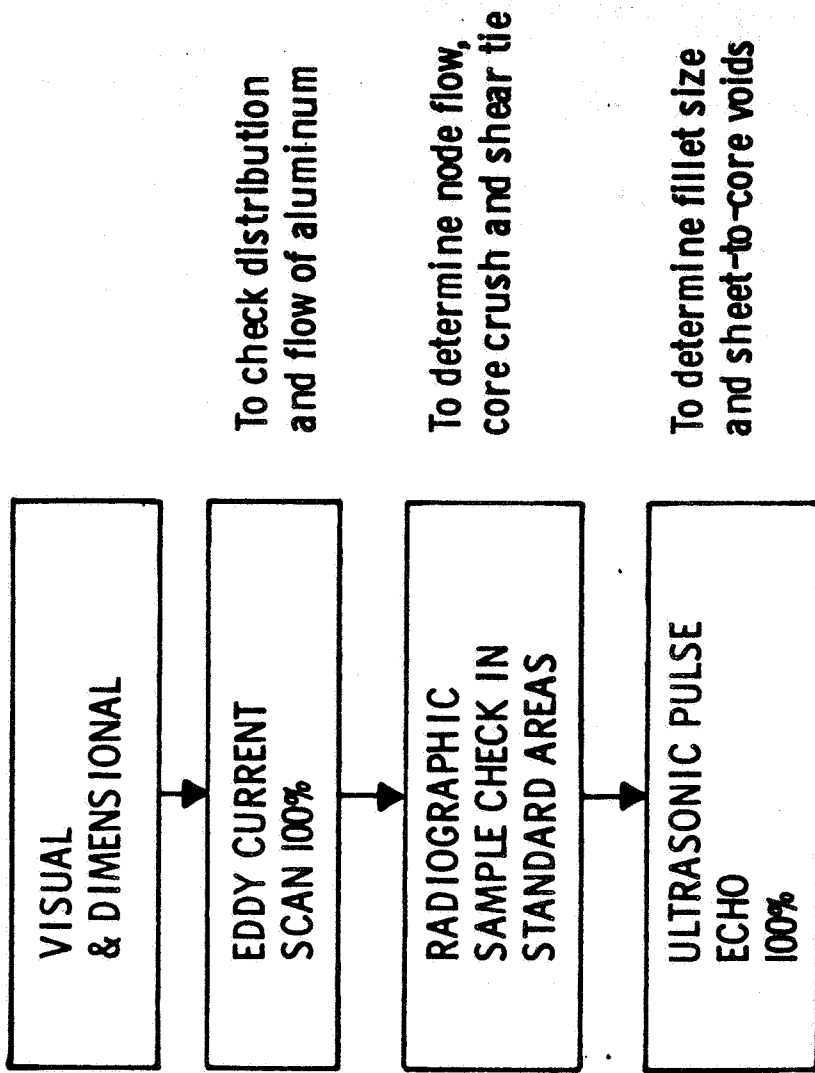 VISUAL
& DIMENSIONAL
EDDY CURRENT
SCAN 100%
To check distribution
and flow of aluminum
RADIOGRAPHIC
SAMPLE CHECK IN
STANDARD AREAS
To determine node flow,
core crush and shear tie
ULTRASONIC PULSE
ECHO
100%
To determine fillet size
and sheet-to-core voids